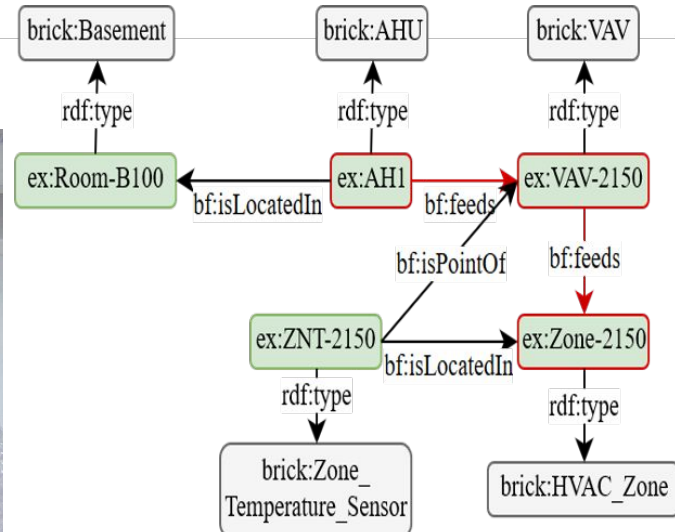 brick:Basement
brick:AHU
brick:VAV
rdf:type
rdf:type
rdf:type
ex:Room-B100
ex:AH1
ex:VAV-2150
bf:isLocatedIn
bf:feeds
bf:isPointOf
bf:feeds
ex:ZNT-2150
ex:Zone-2150
bf:isLocatedIn
rdf:type
rdf:type
brick:Zone_
Temperature_Sensor
brick:HVAC_Zone